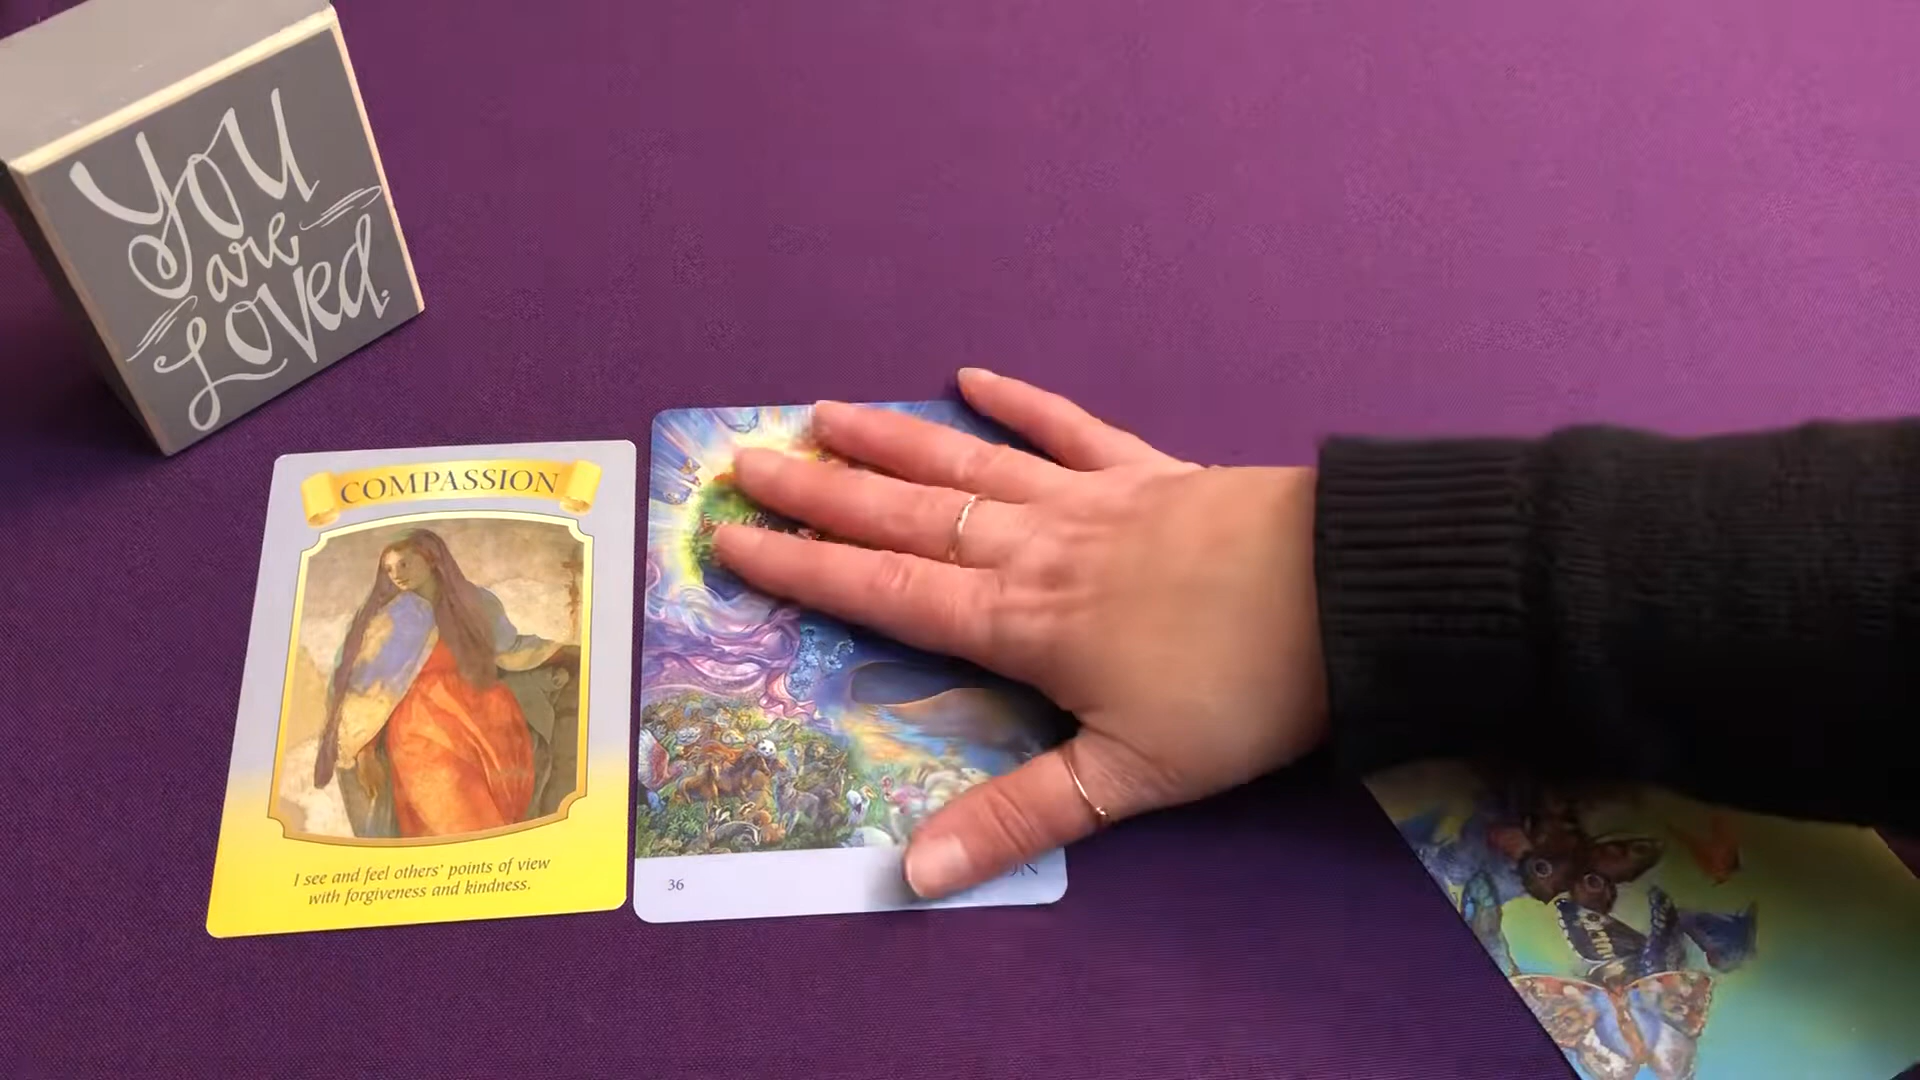 You
are
Loved.
COMPASSION
I see and feel others' points of view
with forgiveness and kindness.
36